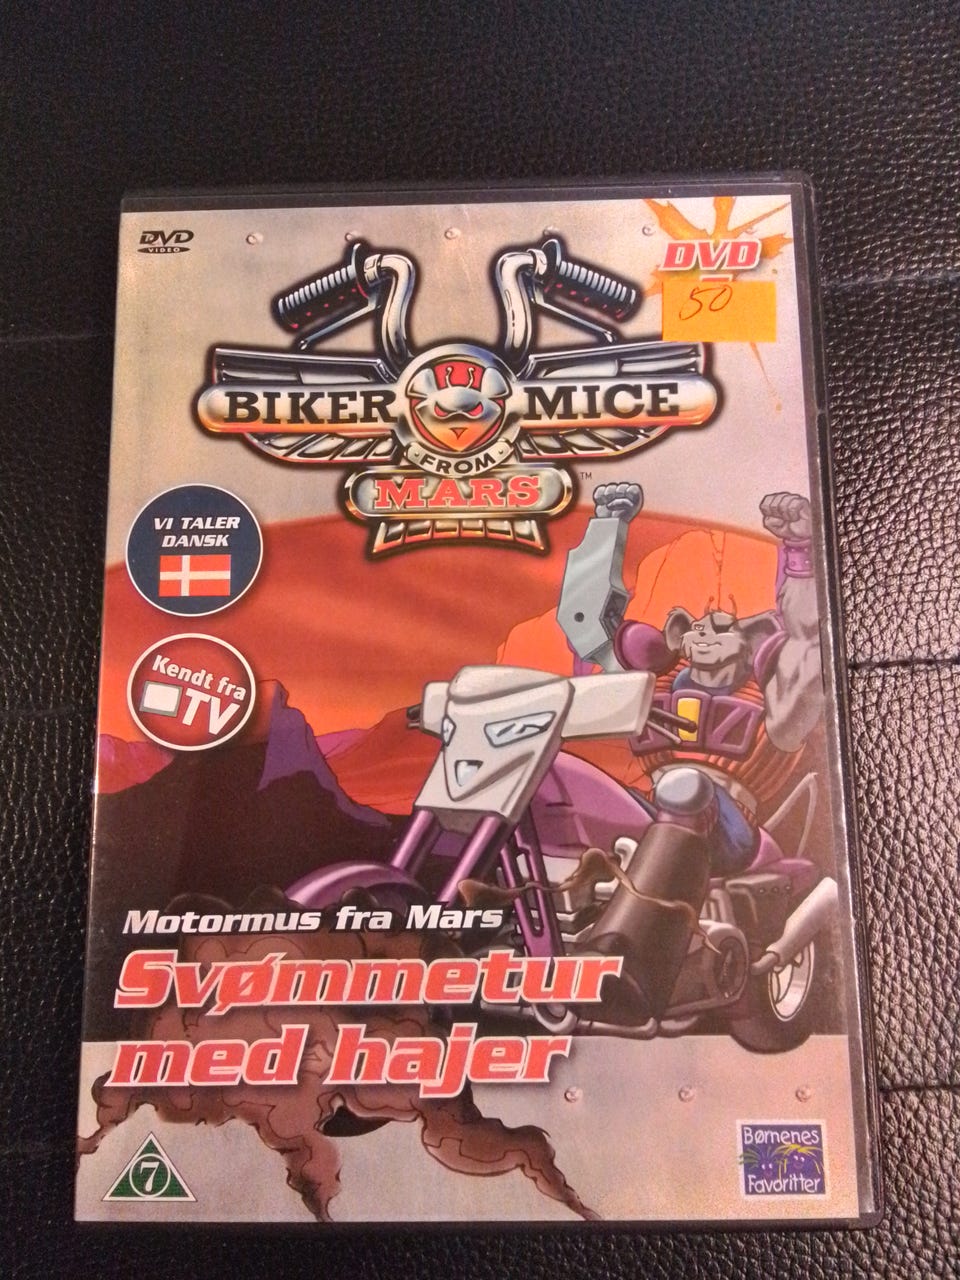 DVD
VIDEO
DVD
50
BIKER MICE
FROM
MARS
TM
VI TALER
DANSK
Kendt fra
TV
Motormus fra Mars
Svømmetur
med hajer
7
Børnenes
Favoritter